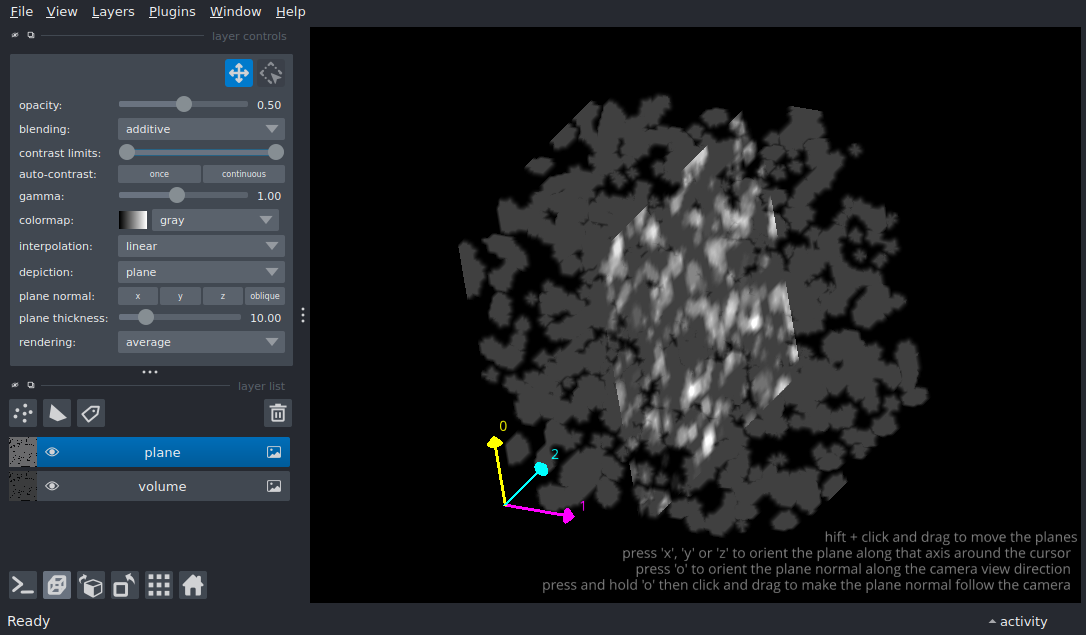 File View Layers Plugins Window Help
layer controls
opacity: 0.50
blending: additive
contrast limits:
auto-contrast: once continuous
gamma: 1.00
colormap: gray
interpolation: linear
depiction: plane
plane normal: x y z oblique
plane thickness: 10.00
rendering: average
layer list
plane
volume
0
2
1
hift + click and drag to move the planes
press 'x', 'y' or 'z' to orient the plane along that axis around the cursor
press 'o' to orient the plane normal along the camera view direction
press and hold 'o' then click and drag to make the plane normal follow the camera
Ready
activity